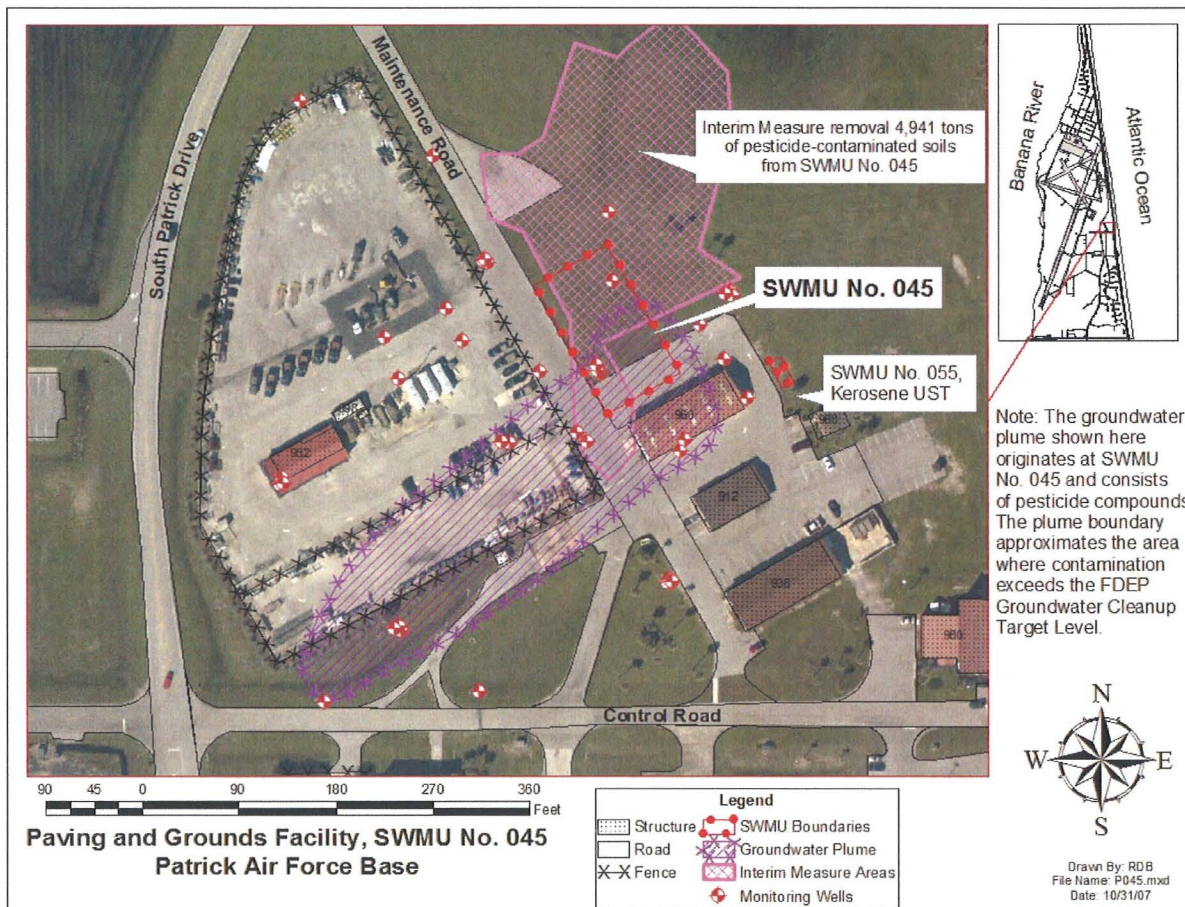 Maintenance Road
South Patrick Drive
Interim Measure removal 4,941 tons
of pesticide-contaminated soils
from SWMU No. 045
SWMU No. 045
SWMU No. 055,
Kerosene UST
960
982
912
938
980
988
Control Road
Banana River
Atlantic Ocean
Note: The groundwater
plume shown here
originates at SWMU
No. 045 and consists
of pesticide compounds
The plume boundary
approximates the area
where contamination
exceeds the FDEP
Groundwater Cleanup
Target Level.
N
W
E
S
90 45 0 90 180 270 360
Feet
Paving and Grounds Facility, SWMU No. 045
Patrick Air Force Base
Legend
Structure
SWMU Boundaries
Road
Groundwater Plume
Fence
Interim Measure Areas
Monitoring Wells
Drawn By: RDB
File Name: P045.mxd
Date: 10/31/07